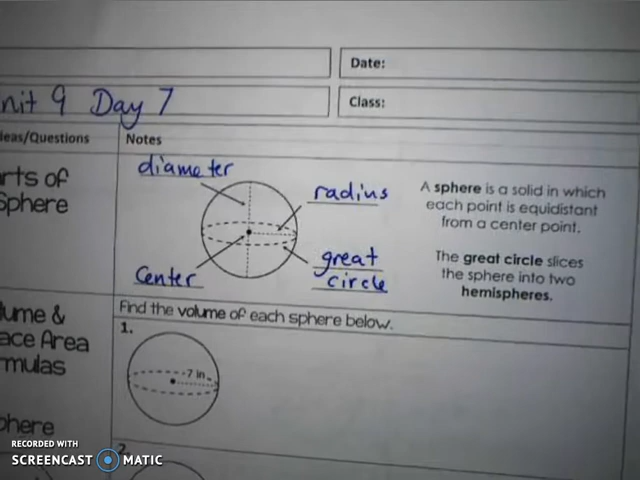 Date:
nit 9 Day 7
Class:
deas/Questions
Notes
diameter
arts of
Sphere
radius
A sphere is a solid in which
each point is equidistant
from a center point.
Center
great
circle
The great circle slices
the sphere into two
hemispheres.
lume &
ace Area
rmulas
Find the volume of each sphere below.
1.
7 in
phere
2
RECORDED WITH
SCREENCAST MATIC